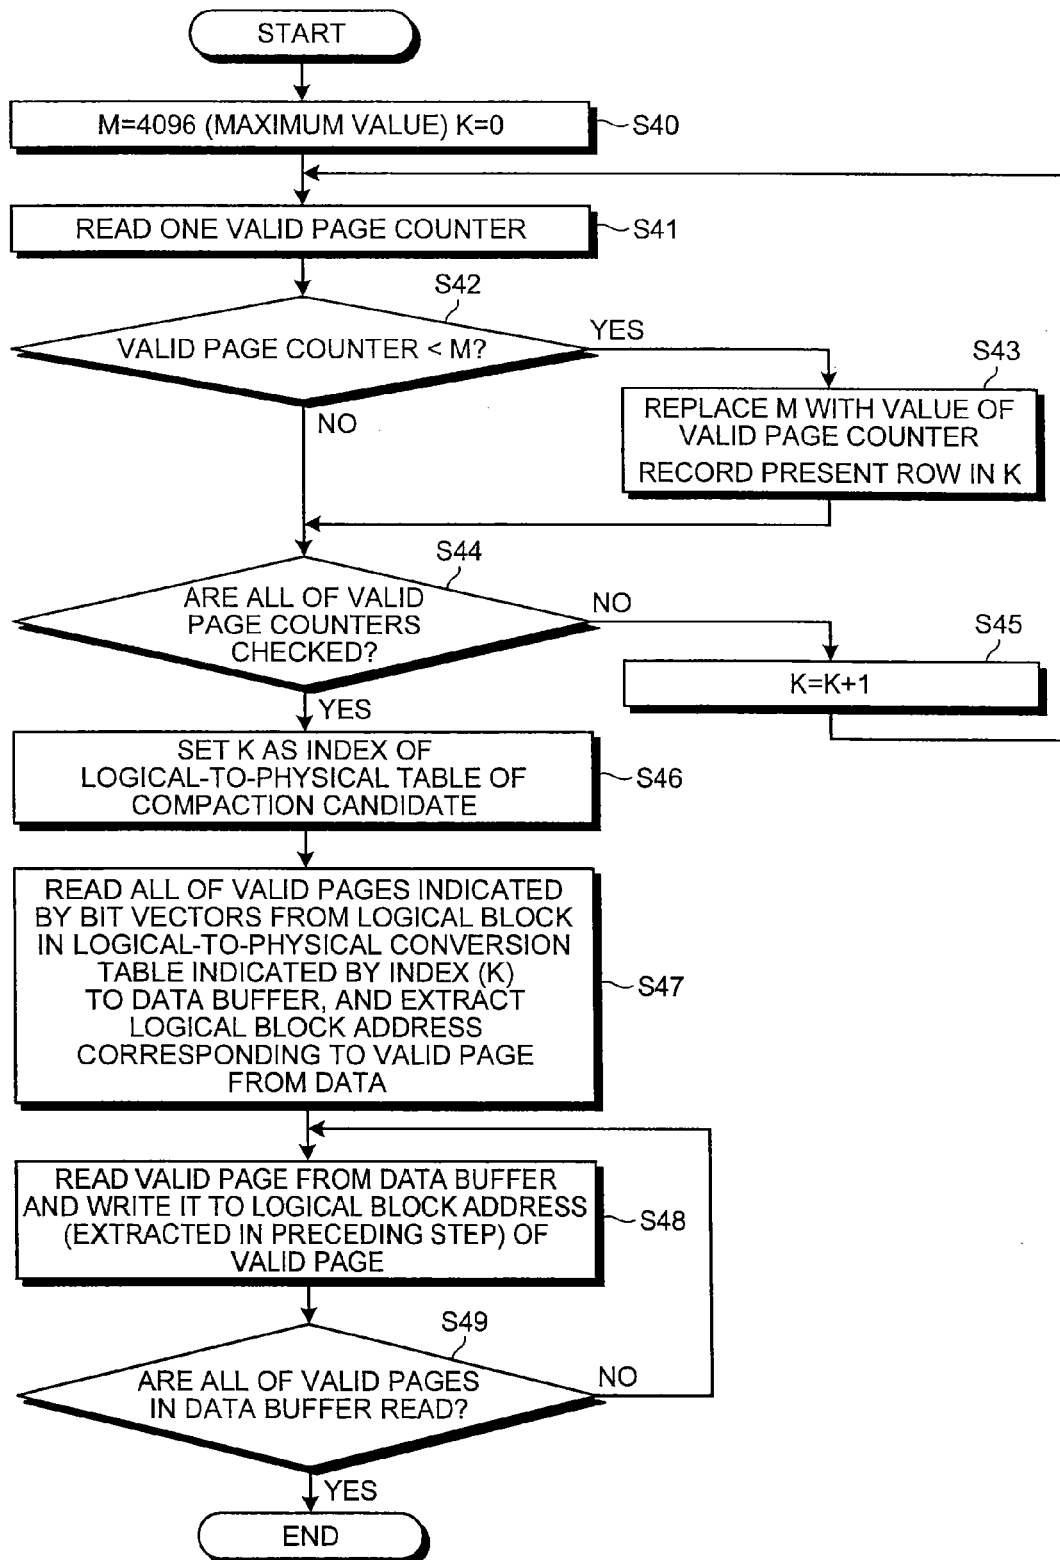 START
M=4096 (MAXIMUM VALUE) K=0
S40
READ ONE VALID PAGE COUNTER
S41
S42
VALID PAGE COUNTER < M?
YES
NO
S43
REPLACE M WITH VALUE OF
VALID PAGE COUNTER
RECORD PRESENT ROW IN K
S44
ARE ALL OF VALID
PAGE COUNTERS
CHECKED?
NO
YES
S45
K=K+1
SET K AS INDEX OF
LOGICAL-TO-PHYSICAL TABLE OF
COMPACTION CANDIDATE
S46
READ ALL OF VALID PAGES INDICATED
BY BIT VECTORS FROM LOGICAL BLOCK
IN LOGICAL-TO-PHYSICAL CONVERSION
TABLE INDICATED BY INDEX (K)
TO DATA BUFFER, AND EXTRACT
LOGICAL BLOCK ADDRESS
CORRESPONDING TO VALID PAGE
FROM DATA
S47
READ VALID PAGE FROM DATA BUFFER
AND WRITE IT TO LOGICAL BLOCK ADDRESS
(EXTRACTED IN PRECEDING STEP) OF
VALID PAGE
S48
S49
ARE ALL OF VALID PAGES
IN DATA BUFFER READ?
NO
YES
END